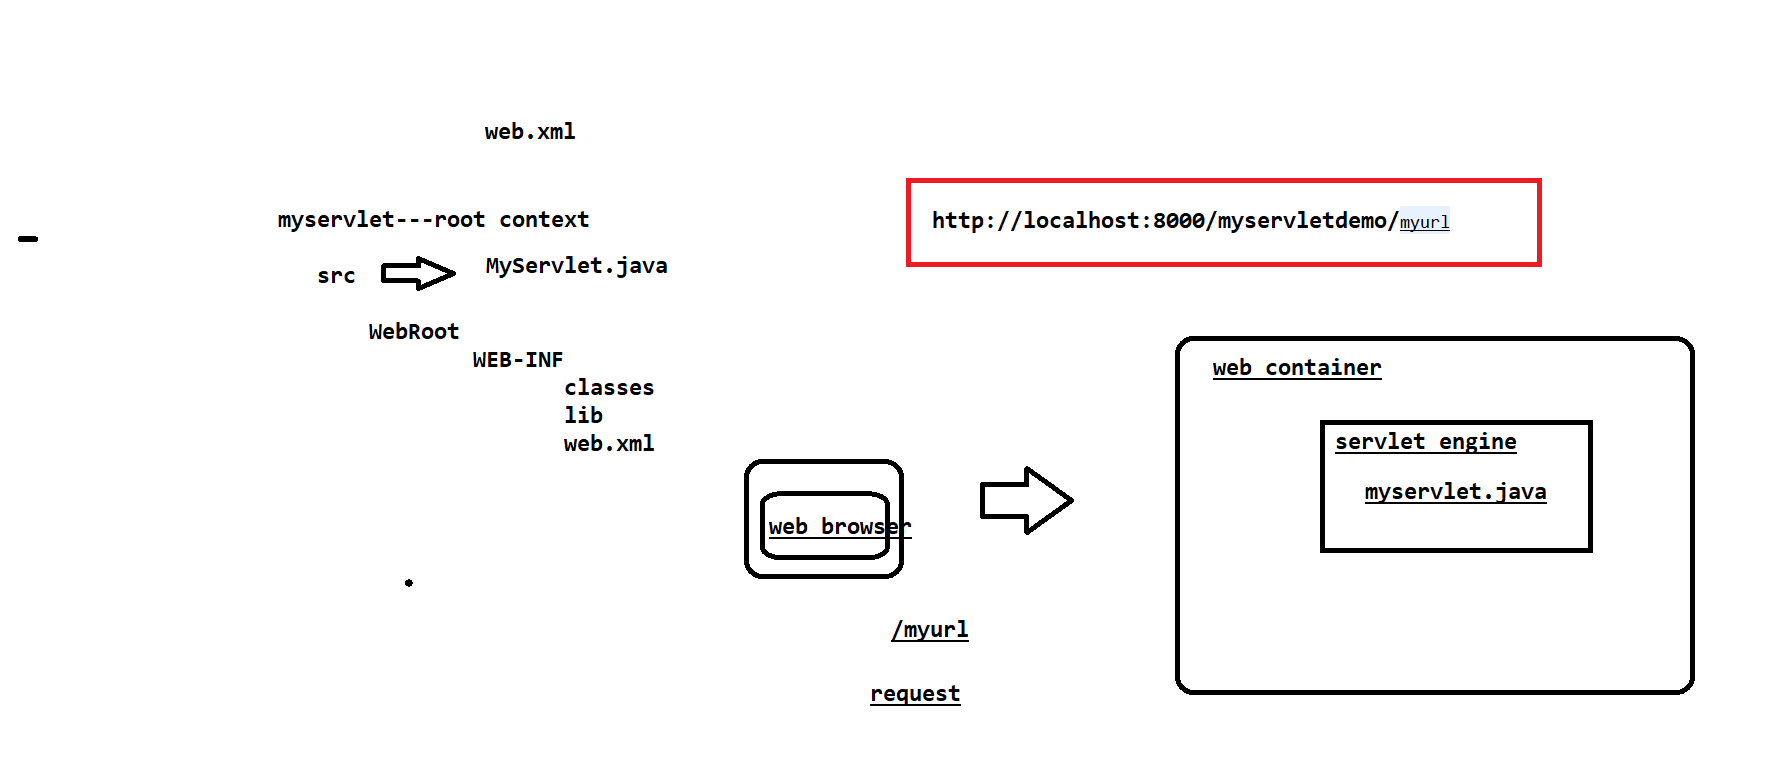 web.xml
myservlet---root context
src
MyServlet.java
WebRoot
WEB-INF
classes
lib
web.xml
http://localhost:8000/myservletdemo/myurl
web container
servlet engine
myservlet.java
web browser
/myurl
request